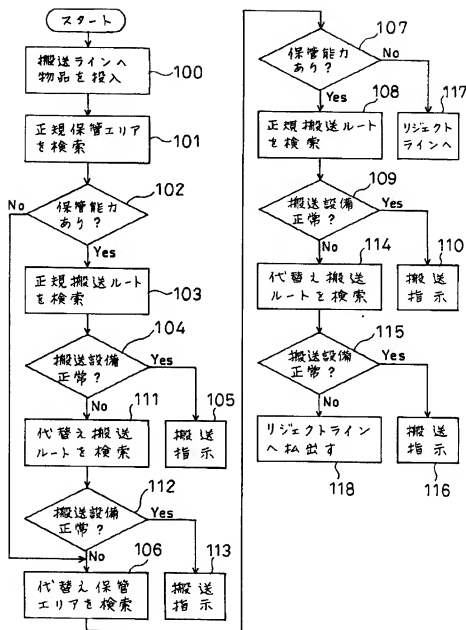 スタート
搬送ラインへ
物品を投入
100
正規保管エリア
を検索
101
102
保管能力
あり?
No
Yes
正規搬送ルート
を検索
103
104
搬送設備
正常?
Yes
No
105
搬送
指示
111
代替え搬送
ルートを検索
112
搬送設備
正常?
Yes
No
106
113
搬送
指示
代替え保管
エリアを検索
107
保管能力
あり?
No
Yes
108
117
リジェクト
ラインへ
正規搬送ルート
を検索
109
搬送設備
正常?
Yes
No
114
110
搬送
指示
代替え搬送
ルートを検索
115
搬送設備
正常?
Yes
No
リジェクトライン
へ払出す
118
搬送
指示
116